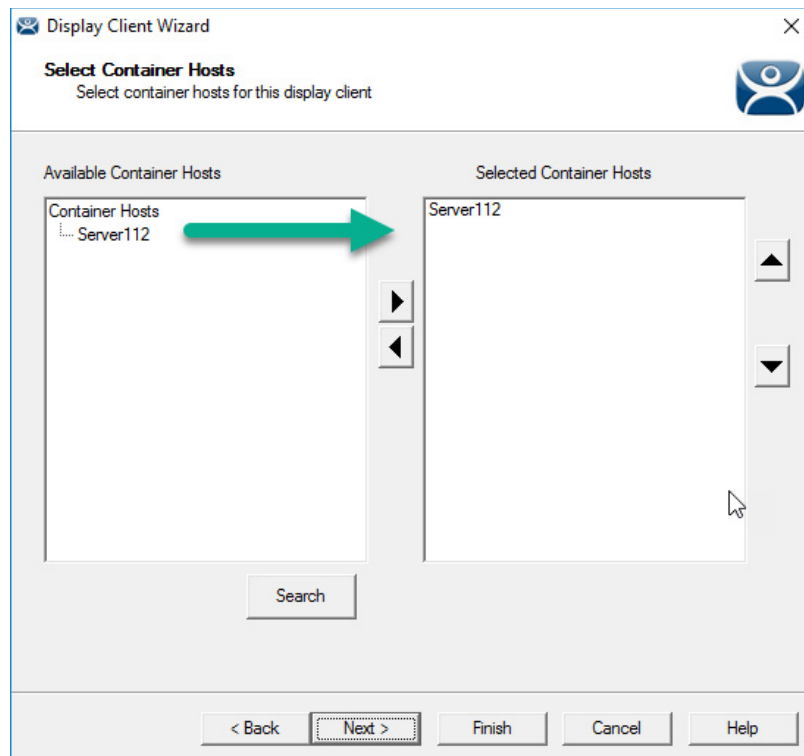 Display Client Wizard
Select Container Hosts
Select container hosts for this display client
Available Container Hosts
Selected Container Hosts
Container Hosts
Server112
Server112
Search
< Back
Next >
Finish
Cancel
Help